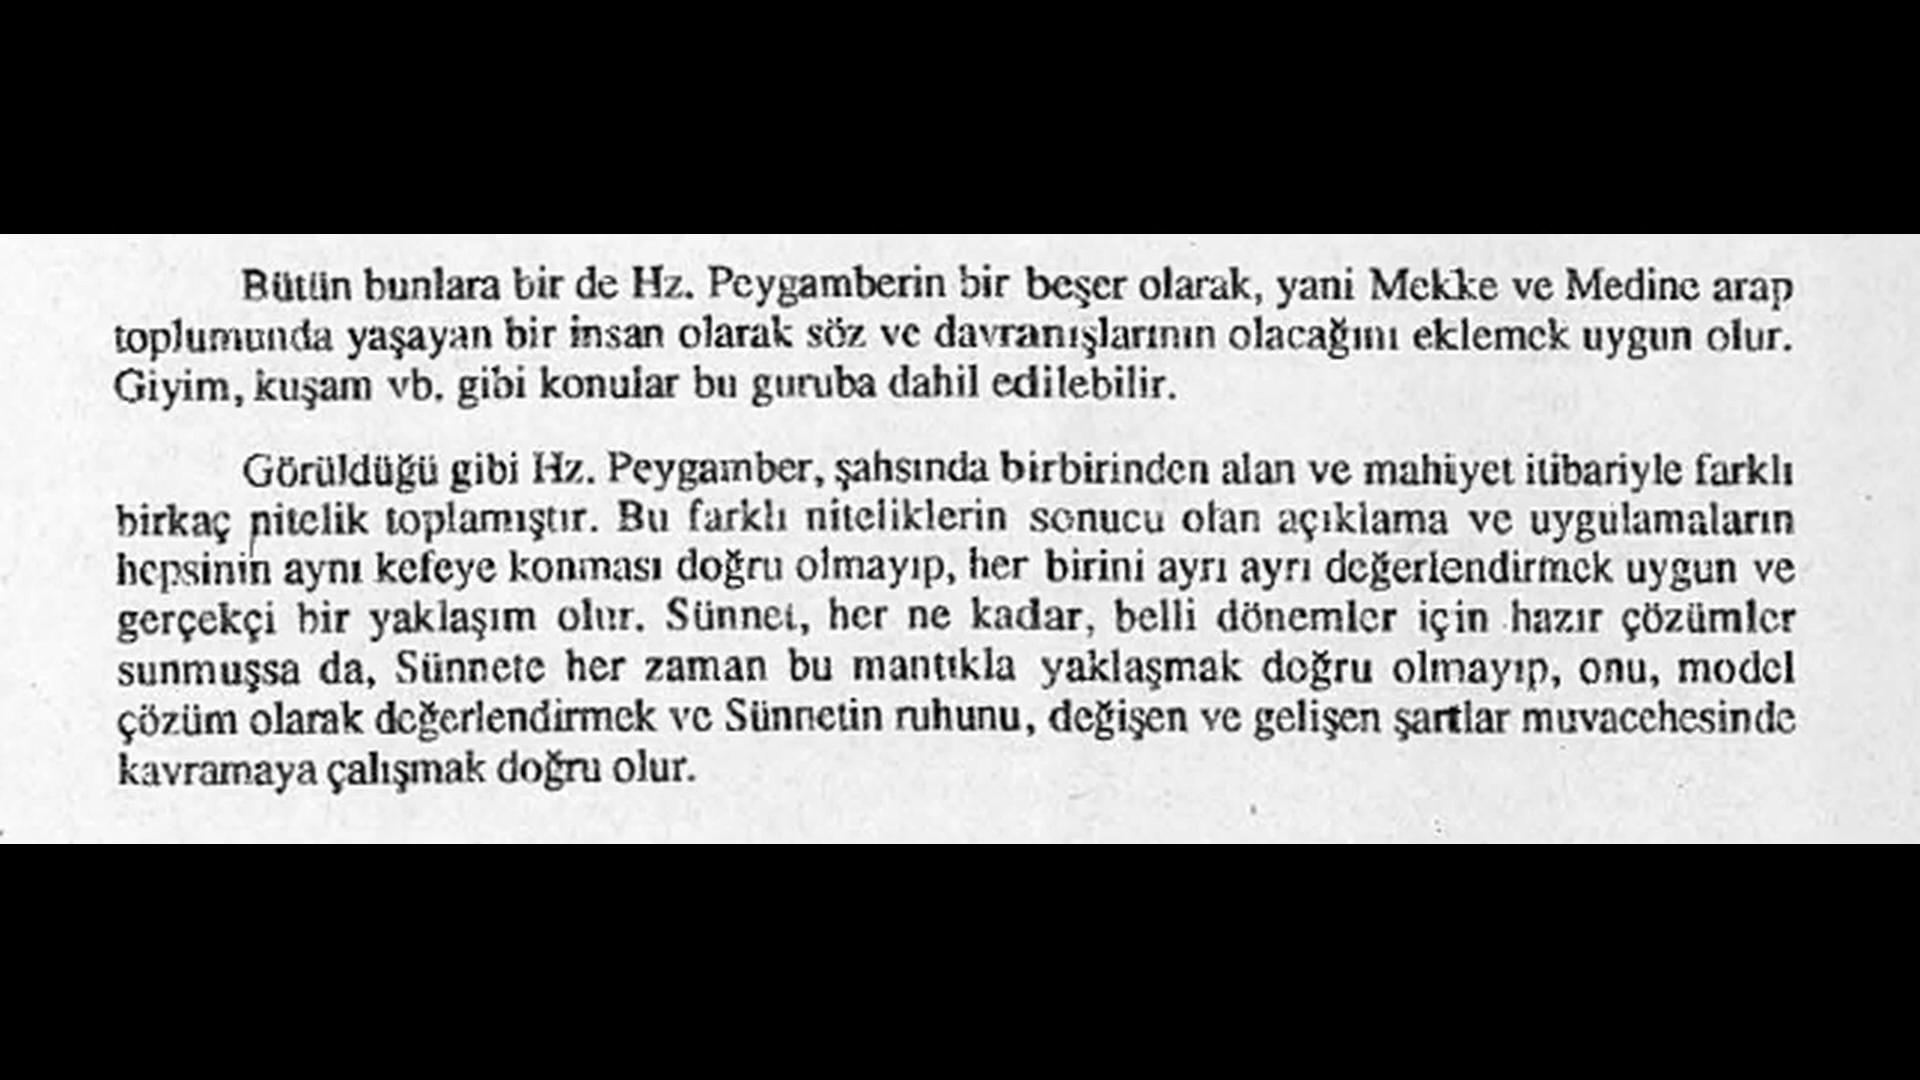 Bütün bunlara bir de Hz. Peygamberin bir beşer olarak, yani Mekke ve Medine arap
toplumunda yaşayan bir insan olarak söz ve davranışlarının olacağını eklemek uygun olur.
Giyim, kuşam vb. gibi konular bu guruba dahil edilebilir.
Görüldüğü gibi Hz. Peygamber, şahsında birbirinden alan ve mahiyet itibariyle farklı
birkaç nitelik toplamıştır. Bu farklı niteliklerin sonucu olan açıklama ve uygulamaların
hepsinin aynı kefeye konması doğru olmayıp, her birini ayrı ayrı değerlendirmek uygun ve
gerçekçi bir yaklaşım olur. Sünnet, her ne kadar, belli dönemler için hazır çözümler
sunmuşsa da, Sünnete her zaman bu mantıkla yaklaşmak doğru olmayıp, onu, model
çözüm olarak değerlendirmek ve Sünnetin ruhunu, değişen ve gelişen şartlar muvacehesinde
kavramaya çalışmak doğru olur.